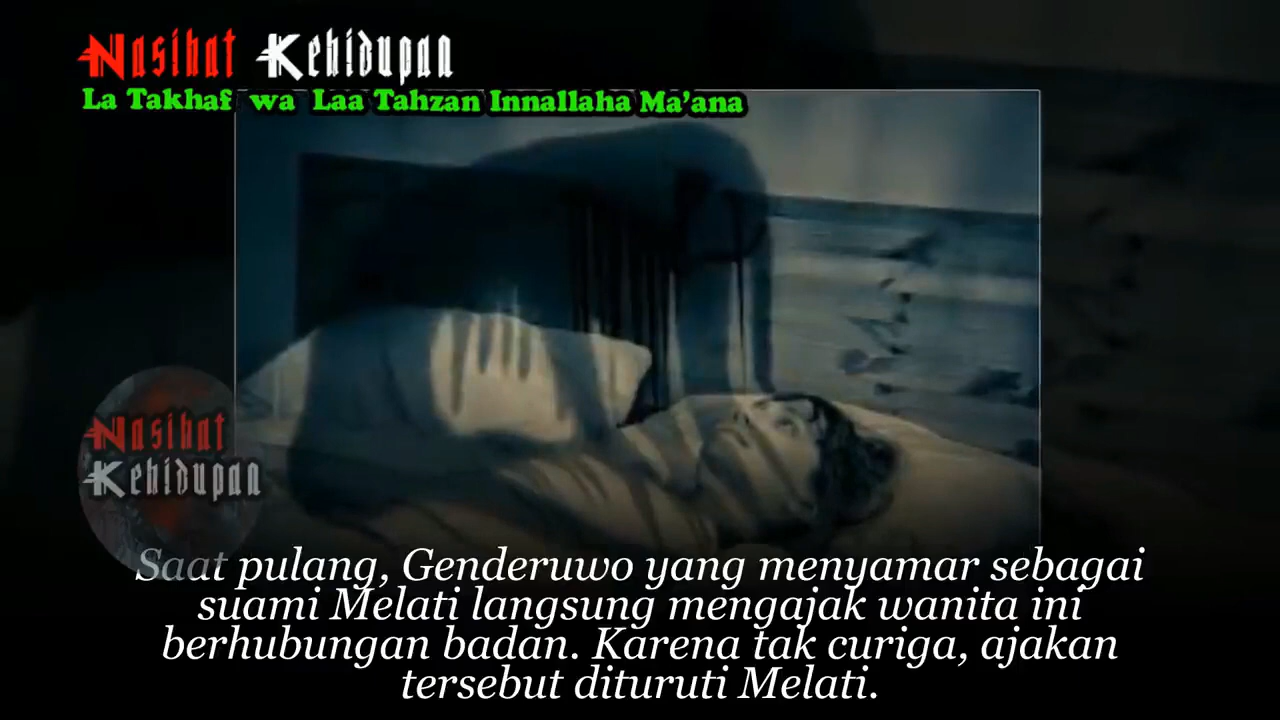 Nasihat Kehidupan
La Takhaf wa Laa Tahzan Innallaha Ma'ana
Nasihat
Kehidupan
Saat pulang, Genderuwo yang menyamar sebagai
suami Melati langsung mengajak wanita ini
berhubungan badan. Karena tak curiga, ajakan
tersebut dituruti Melati.